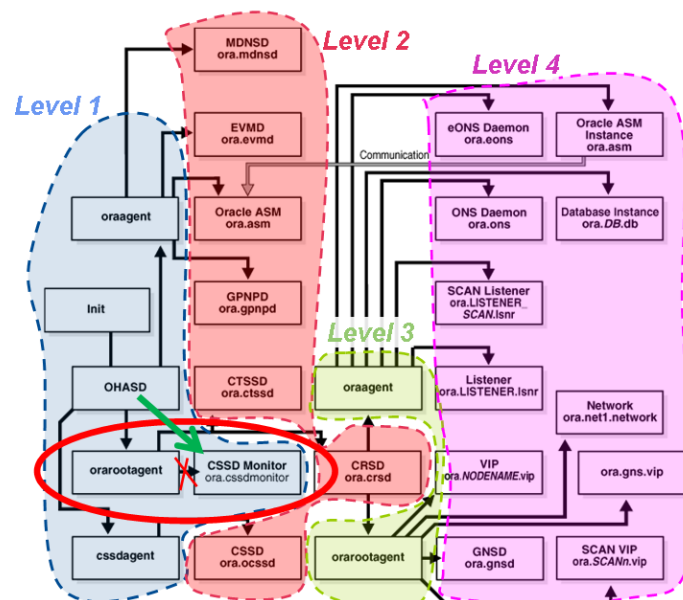 Level 1
Level 2
Level 3
Level 4
MDNSD
ora.mdnsd
EVMD
ora.evmd
eONS Daemon
ora.eons
Oracle ASM
Instance
ora.asm
Communication
oraagent
Oracle ASM
ora.asm
ONS Daemon
ora.ons
Database Instance
ora.DB.db
Init
GPNPD
ora.gpnpd
SCAN Listener
ora.LISTENER_
SCAN.lsnr
OHASD
CTSSD
ora.ctssd
oraagent
Listener
ora.LISTENER.lsnr
Network
ora.net1.network
orarootagent
CSSD Monitor
ora.cssdmonitor
CRSD
ora.crsd
VIP
ora.NODENAME.vip
ora.gns.vip
cssdagent
CSSD
ora.ocssd
orarootagent
GNSD
ora.gnsd
SCAN VIP
ora.SCANn.vip